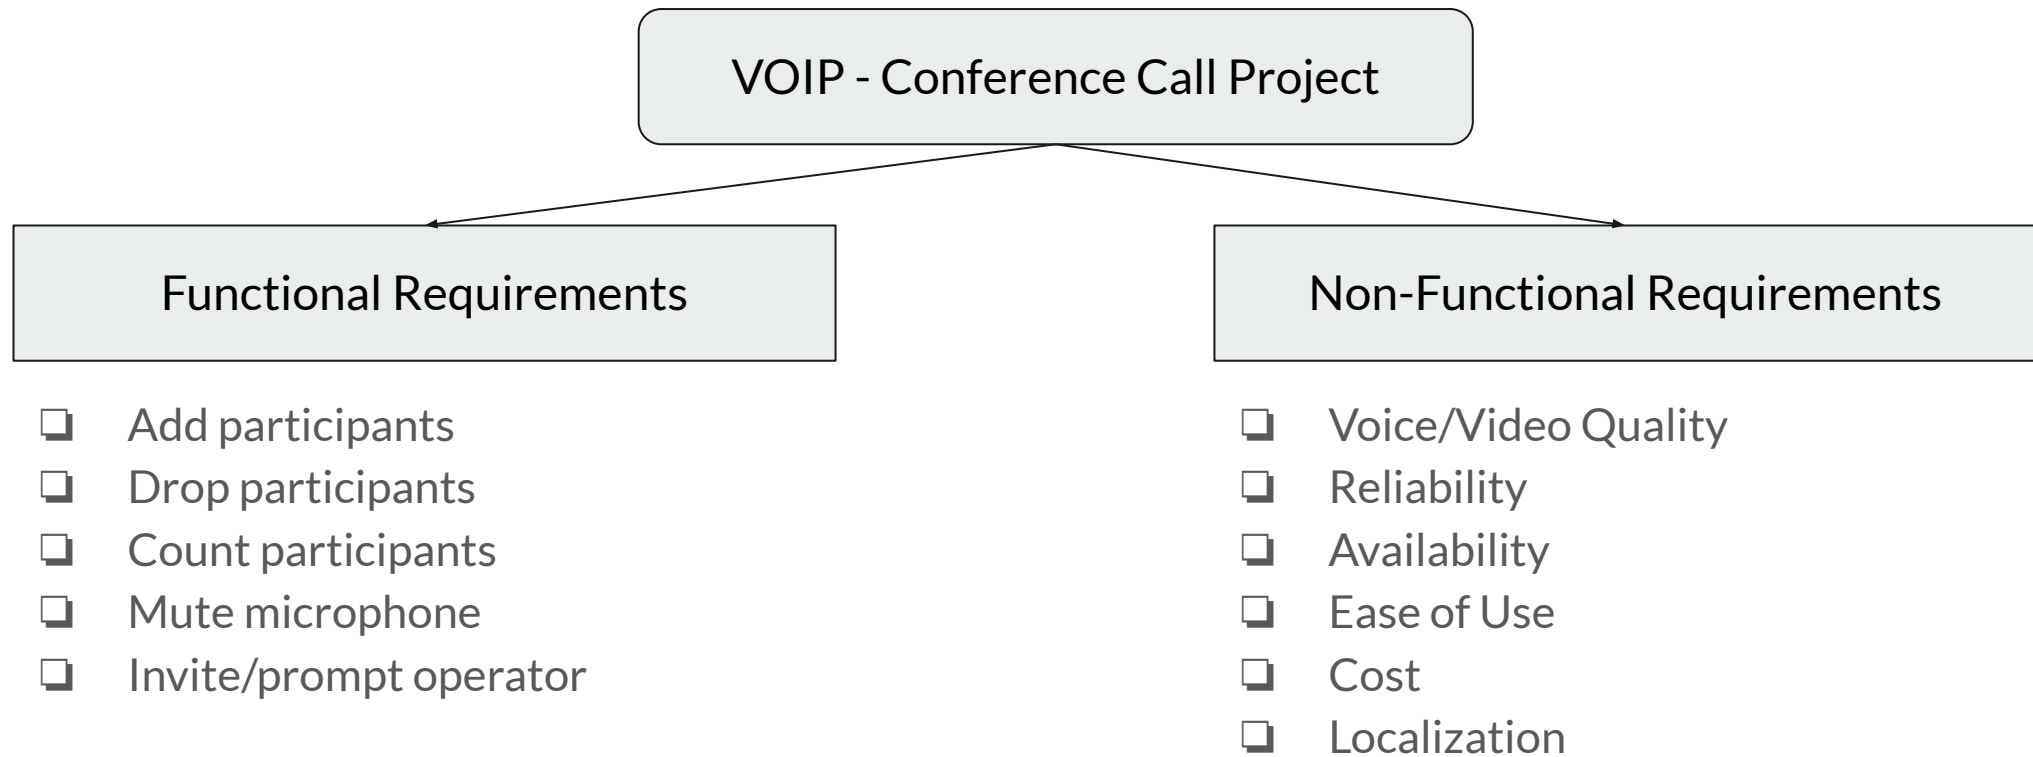 VOIP - Conference Call Project
Functional Requirements
Add participants
Drop participants
Count participants
Mute microphone
Invite/prompt operator
Non-Functional Requirements
Voice/Video Quality
Reliability
Availability
Ease of Use
Cost
Localization